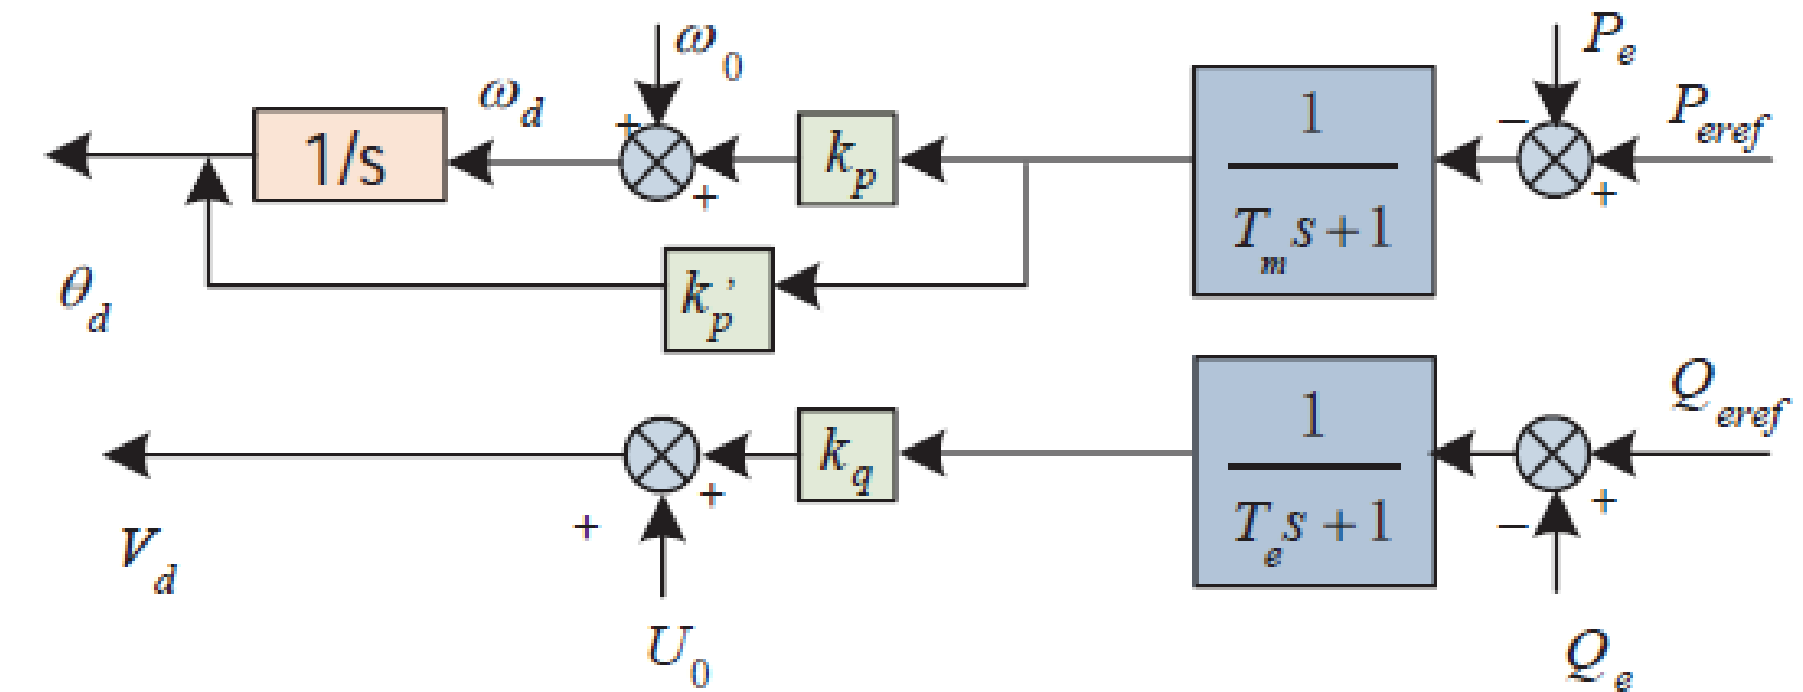 ω0
Pe
ωd
+
−
1/s
kp
1
Tms+1
Peref
+
+
θd
kp'
Qeref
kq
1
Tes+1
+
+
−
+
Vd
U0
Qe